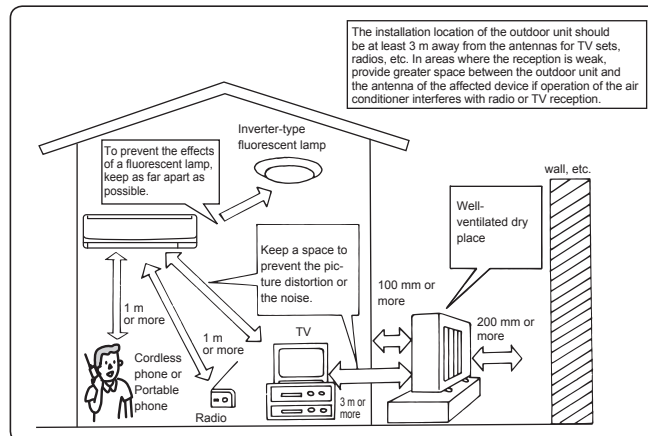 The installation location of the outdoor unit should
be at least 3 m away from the antennas for TV sets,
radios, etc. In areas where the reception is weak,
provide greater space between the outdoor unit and
the antenna of the affected device if operation of the air
conditioner interferes with radio or TV reception.
Inverter-type
fluorescent lamp
To prevent the effects
of a fluorescent lamp,
keep as far apart as
possible.
wall, etc.
Well-
ventilated dry
place
Keep a space to
prevent the pic-
ture distortion or
the noise.
100 mm or
more
200 mm or
more
1 m
or more
1 m
or more
TV
Cordless
phone or
Portable
phone
Radio
3 m or
more